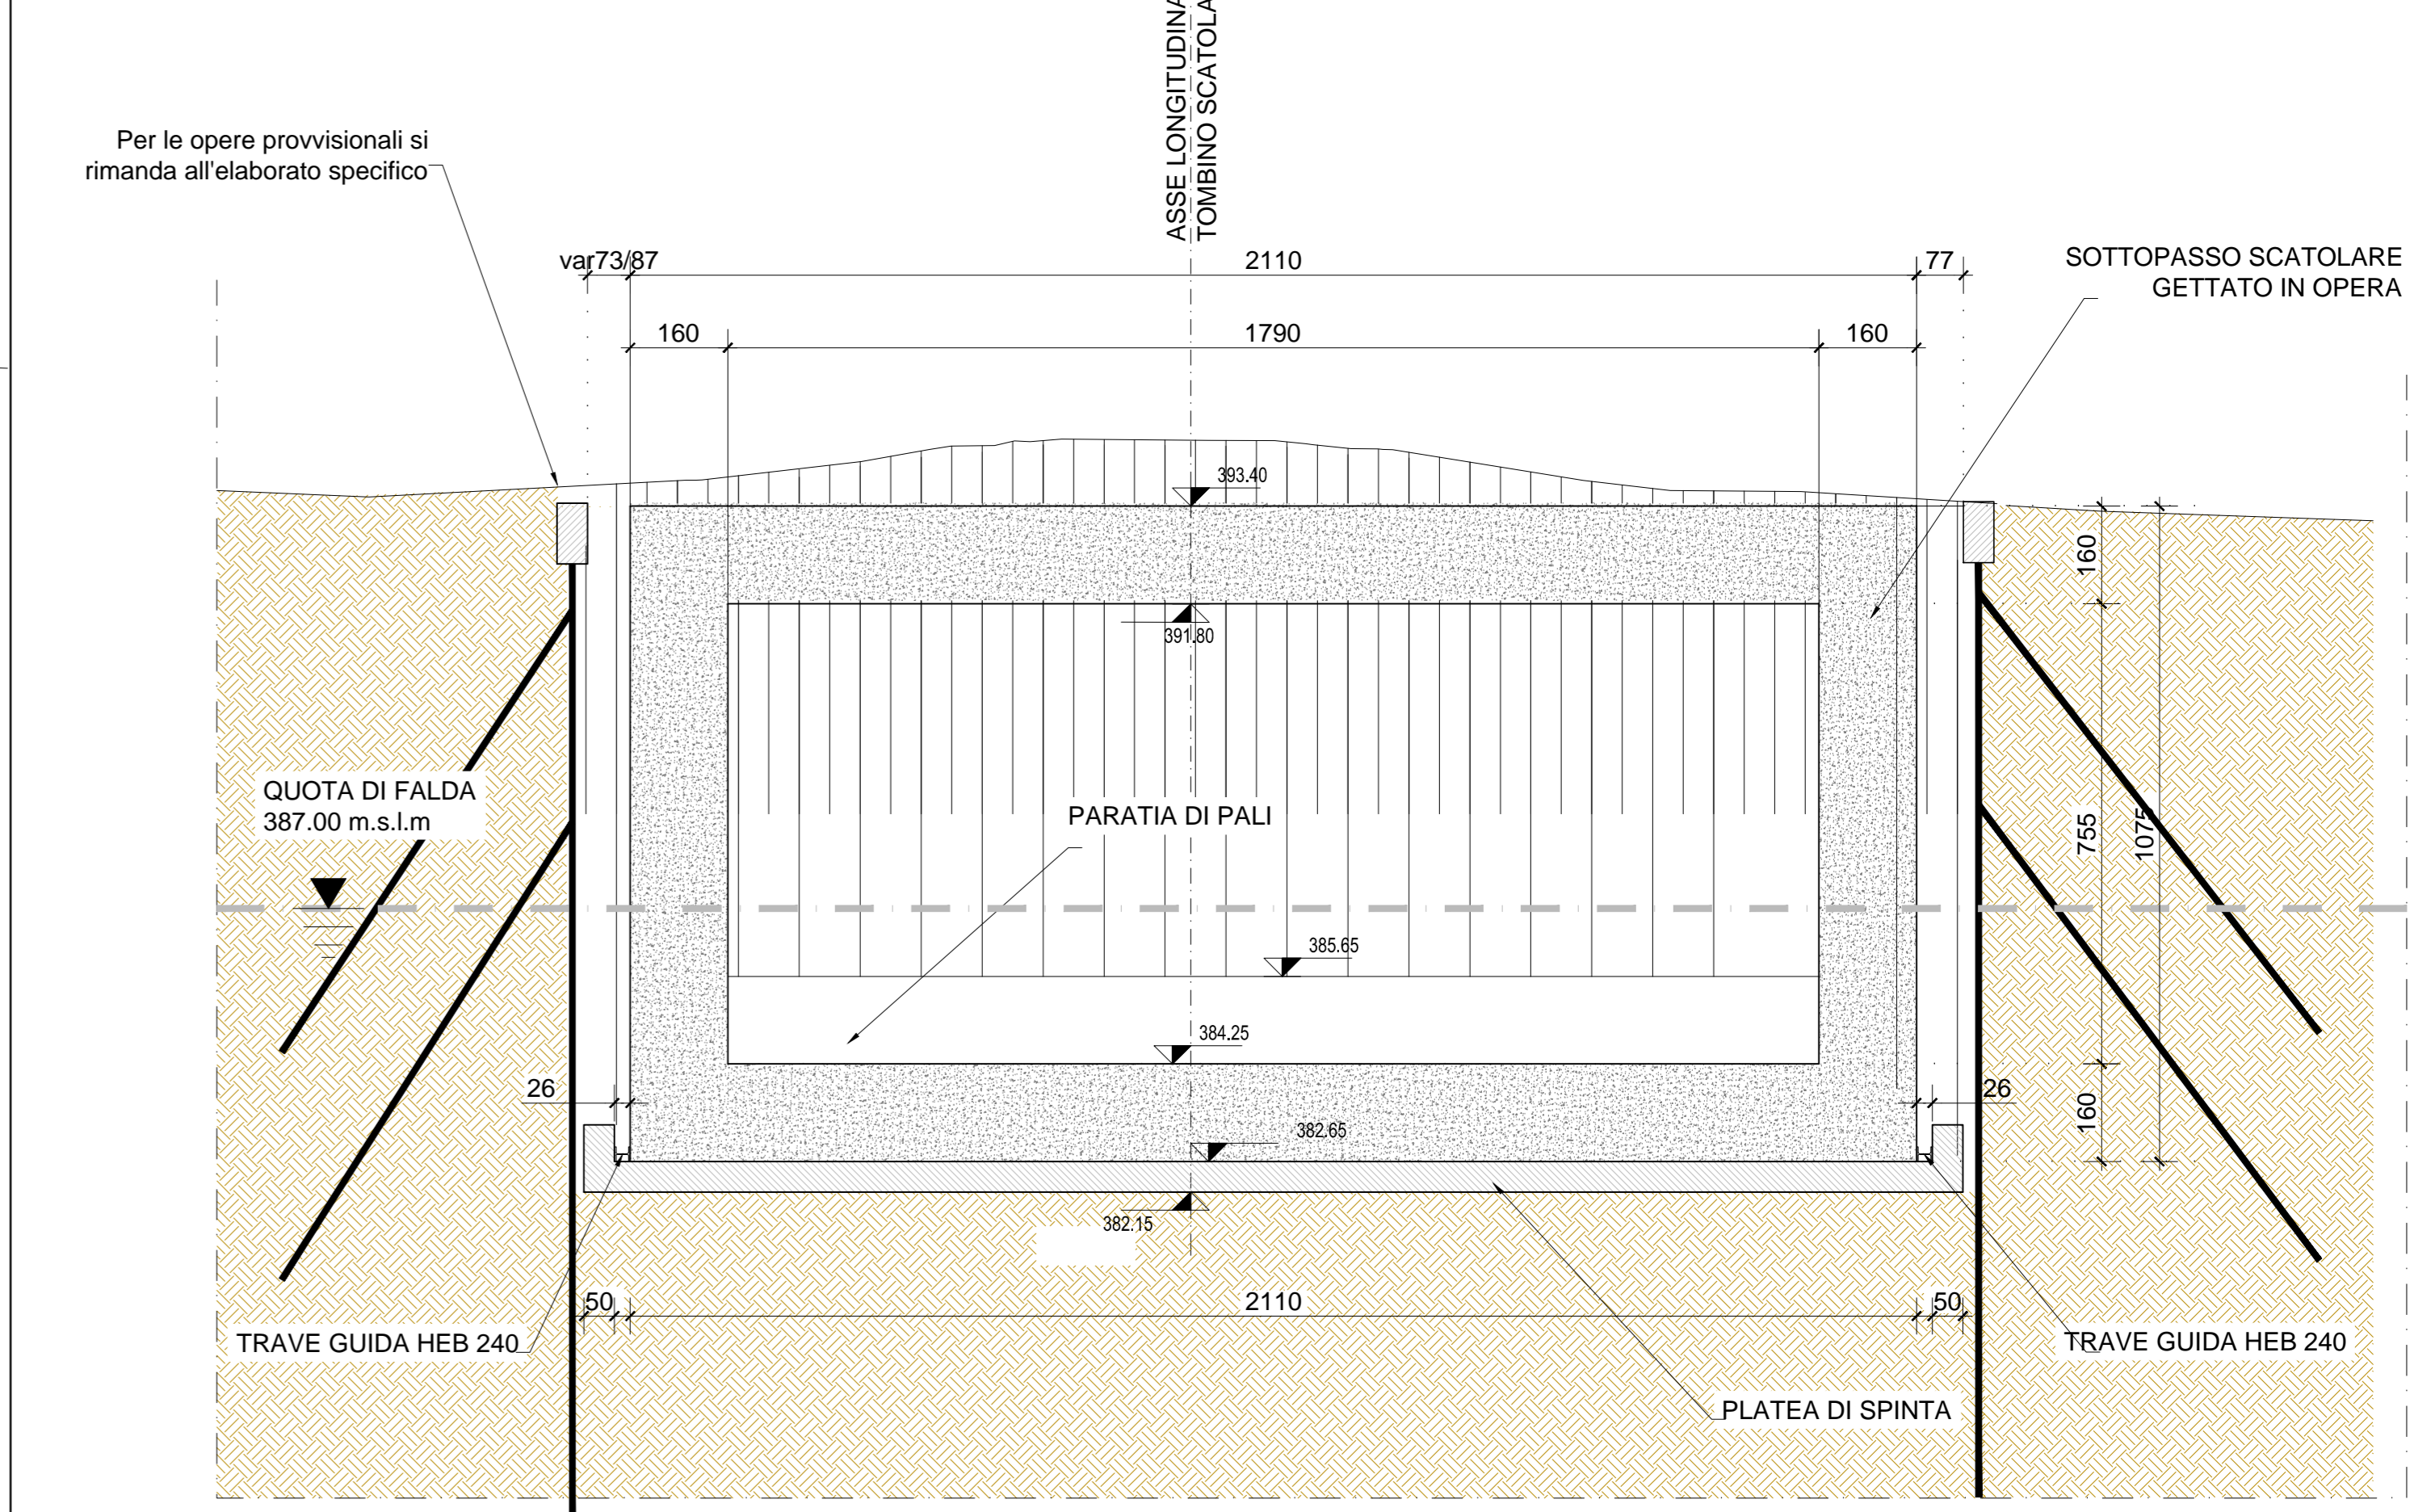 ASSE LONGITUDINA
TOMBINO SCATOLA
Per le opere provvisionali si
rimanda all'elaborato specifico
var73/87
2110
77
SOTTOPASSO SCATOLARE
GETTATO IN OPERA
160
1790
160
393.40
160
391.80
QUOTA DI FALDA
387.00 m.s.l.m
PARATIA DI PALI
755
1075
385.65
384.25
26
26
160
382.65
382.15
50
2110
50
TRAVE GUIDA HEB 240
TRAVE GUIDA HEB 240
PLATEA DI SPINTA